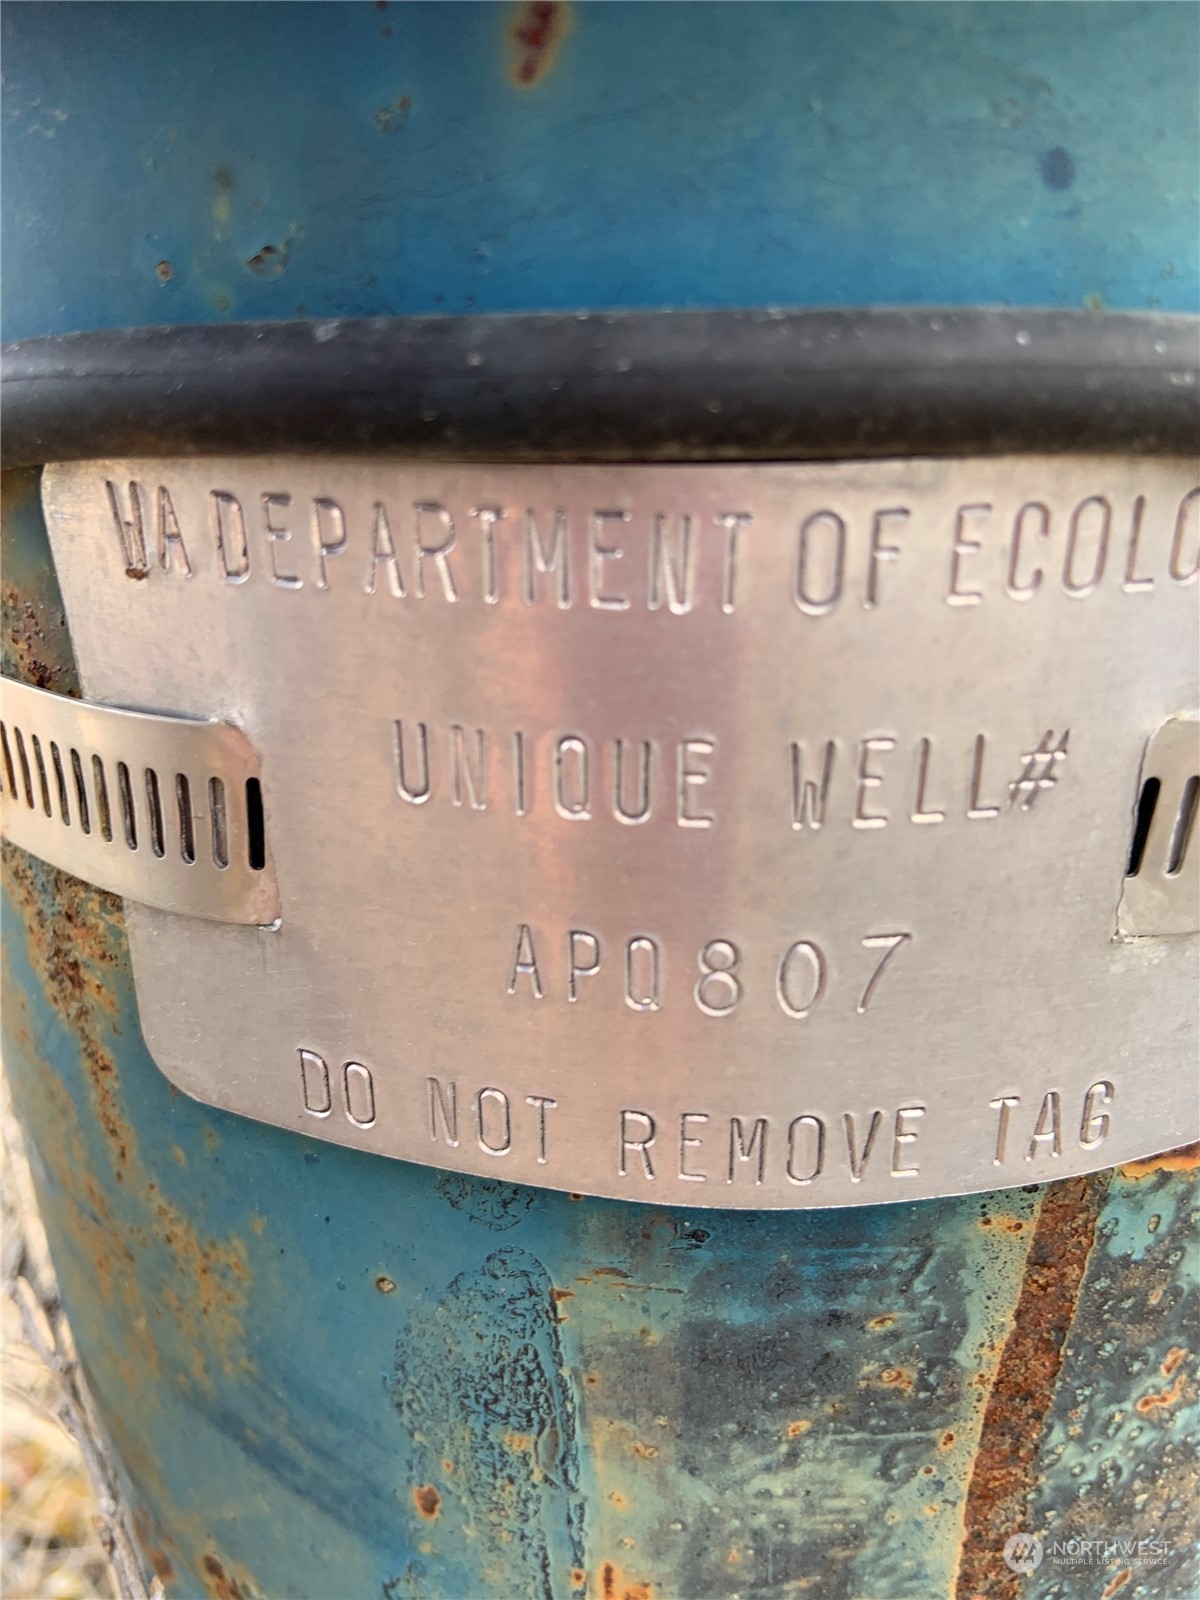 WA DEPARTMENT OF ECOLO
UNIQUE WELL#
APQ807
DO NOT REMOVE TAG
NORTHWEST
MULTIPLE LISTING SERVICE